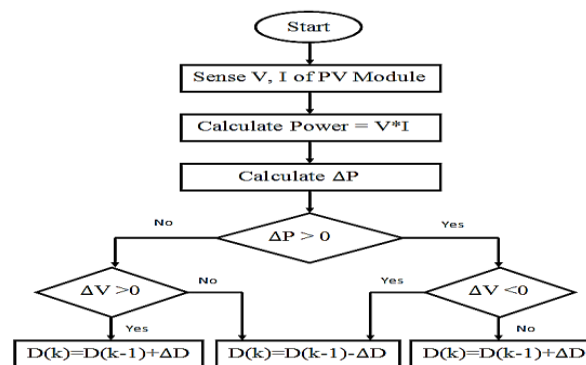 Start
Sense V, I of PV Module
Calculate Power = V*I
Calculate ΔP
No
Yes
ΔP > 0
ΔV >0
No
Yes
ΔV <0
Yes
No
D(k)=D(k-1)+ΔD
D(k)=D(k-1)-ΔD
D(k)=D(k-1)+ΔD